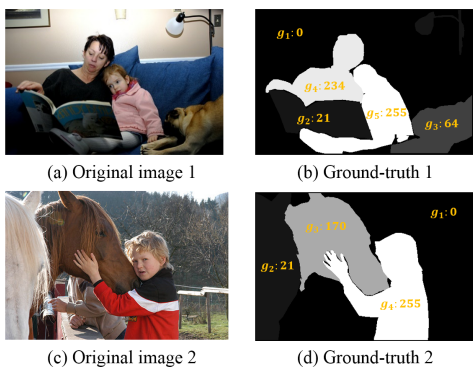 g₁: 0
g₄: 234
g₅: 255
g₂: 21
g₃: 64
(a) Original image 1
(b) Ground-truth 1
g₃: 170
g₁: 0
g₂: 21
g₄: 255
(c) Original image 2
(d) Ground-truth 2